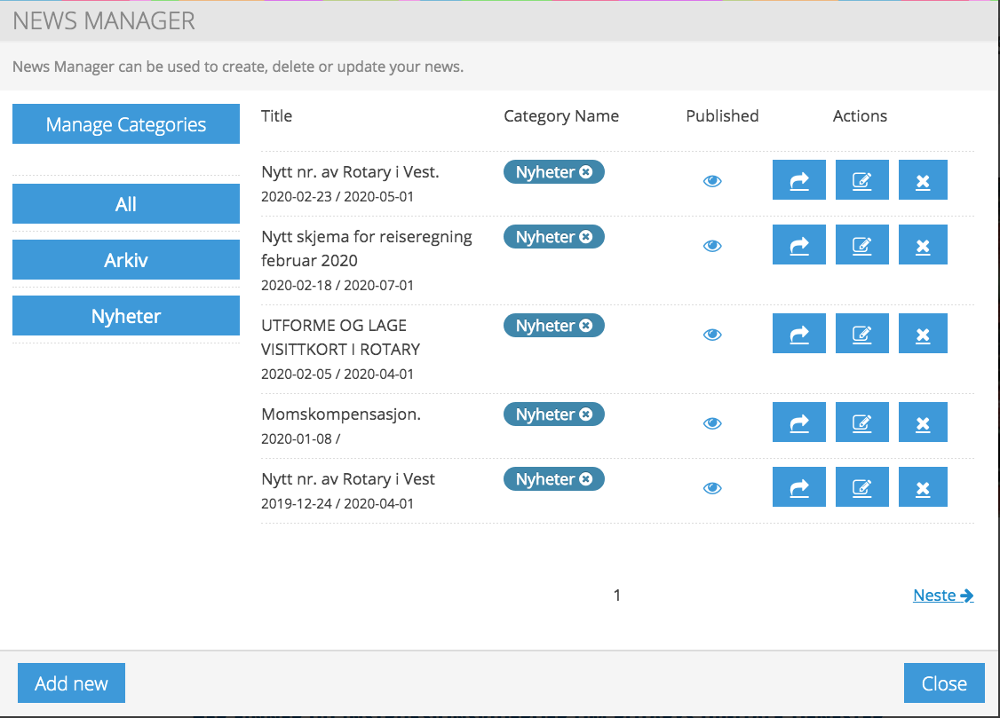 NEWS MANAGER
News Manager can be used to create, delete or update your news.
Manage Categories
All
Arkiv
Nyheter
Title Category Name Published Actions
Nytt nr. av Rotary i Vest. Nyheter
2020-02-23 / 2020-05-01
Nytt skjema for reiseregning Nyheter
februar 2020
2020-02-18 / 2020-07-01
UTFORME OG LAGE Nyheter
VISITTKORT I ROTARY
2020-02-05 / 2020-04-01
Momskompensasjon. Nyheter
2020-01-08 /
Nytt nr. av Rotary i Vest Nyheter
2019-12-24 / 2020-04-01
1 Neste
Add new Close